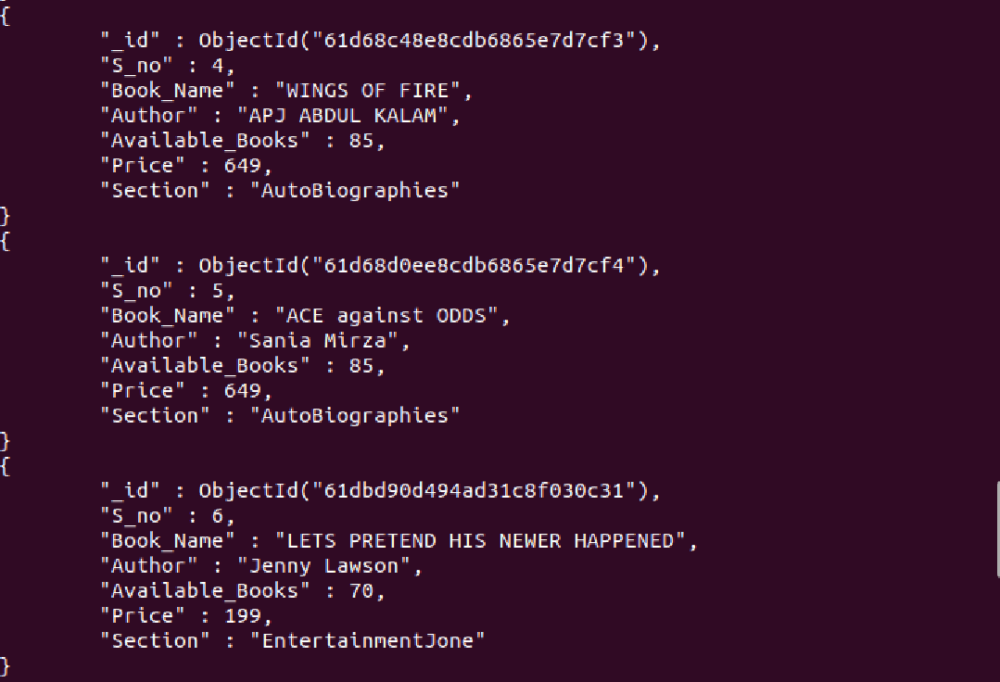 {
"_id" : ObjectId("61d68c48e8cdb6865e7d7cf3"),
"S_no" : 4,
"Book_Name" : "WINGS OF FIRE",
"Author" : "APJ ABDUL KALAM",
"Available_Books" : 85,
"Price" : 649,
"Section" : "AutoBiographies"
}
{
"_id" : ObjectId("61d68d0ee8cdb6865e7d7cf4"),
"S_no" : 5,
"Book_Name" : "ACE against ODDS",
"Author" : "Sania Mirza",
"Available_Books" : 85,
"Price" : 649,
"Section" : "AutoBiographies"
}
{
"_id" : ObjectId("61dbd90d494ad31c8f030c31"),
"S_no" : 6,
"Book_Name" : "LETS PRETEND HIS NEWER HAPPENED",
"Author" : "Jenny Lawson",
"Available_Books" : 70,
"Price" : 199,
"Section" : "EntertainmentJone"
}